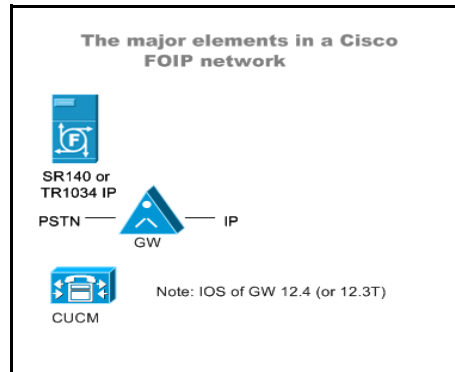 The major elements in a Cisco
FOIP network
F
SR140 or
TR1034 IP
PSTN
IP
GW
Note: IOS of GW 12.4 (or 12.3T)
CUCM